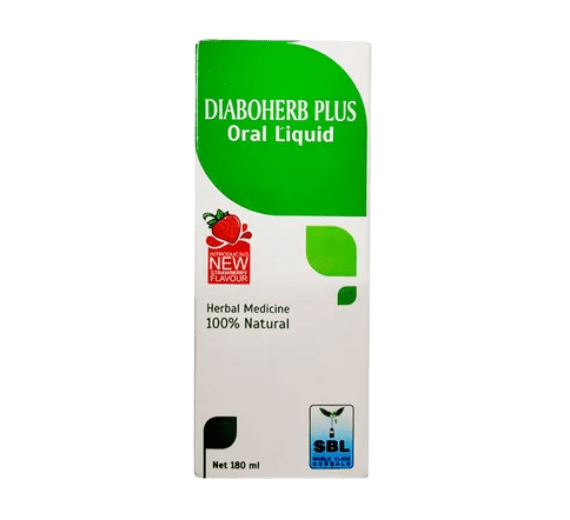 DIABOHERB PLUS
Oral Liquid
INTRODUCING
NEW
STRAWBERRY
FLAVOUR
Herbal Medicine
100% Natural
SBL
WORLD CLASS
HERBALS
Net 180 ml